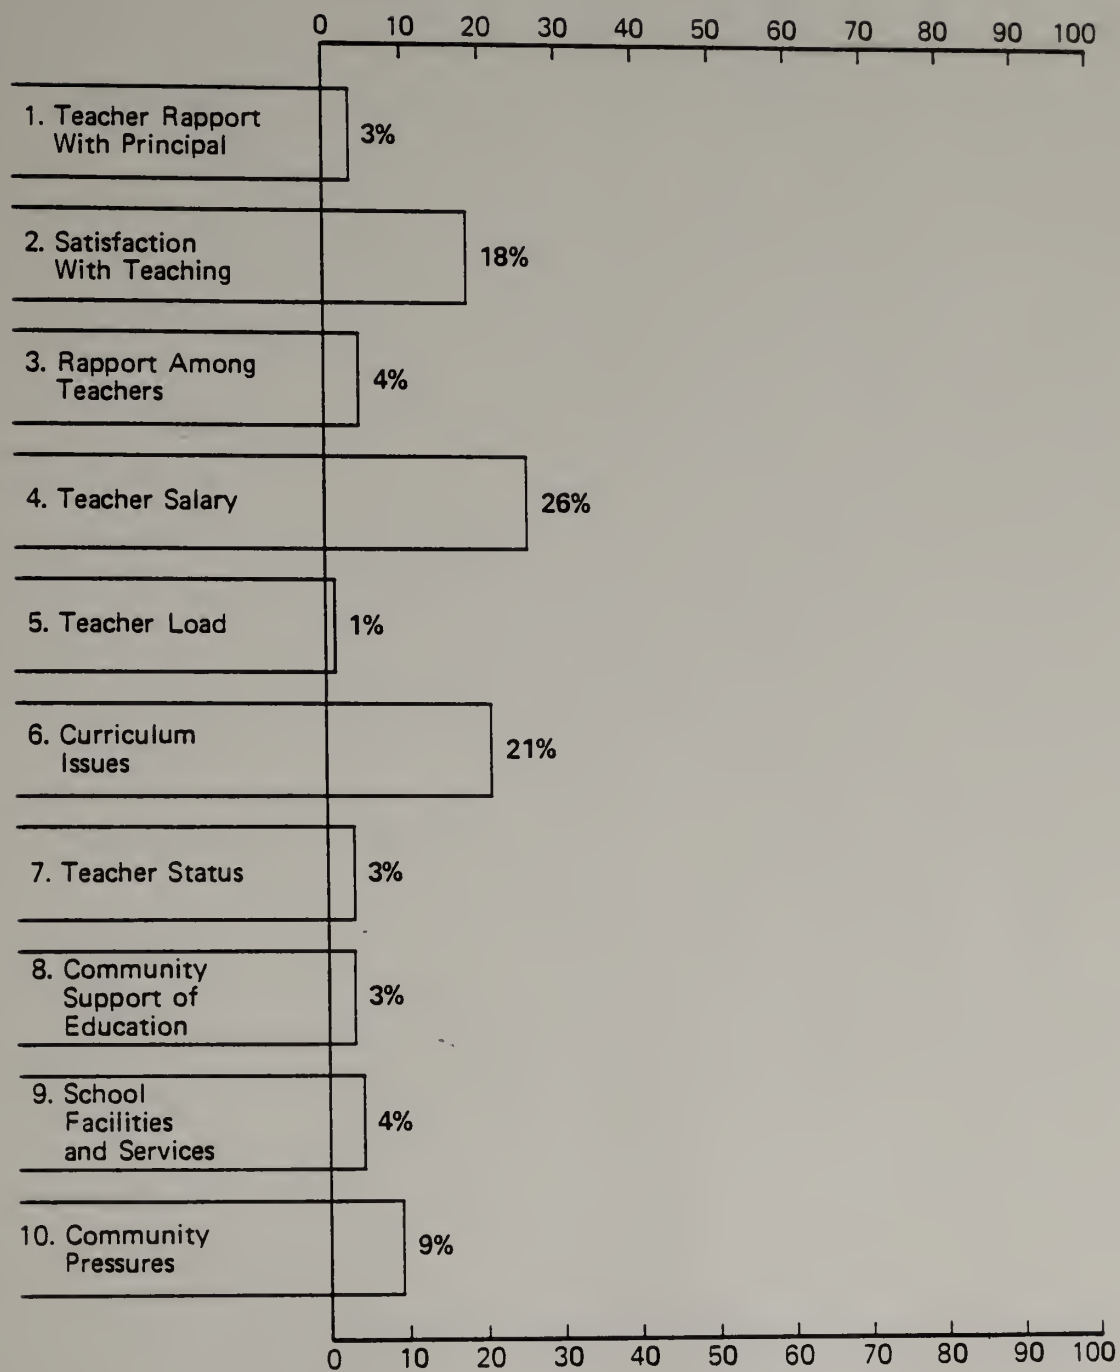 0 10 20 30 40 50 60 70 80 90 100
1. Teacher Rapport
With Principal
3%
2. Satisfaction
With Teaching
18%
3. Rapport Among
Teachers
4%
4. Teacher Salary
26%
5. Teacher Load
1%
6. Curriculum
Issues
21%
7. Teacher Status
3%
8. Community
Support of
Education
3%
9. School
Facilities
and Services
4%
10. Community
Pressures
9%
0 10 20 30 40 50 60 70 80 90 100